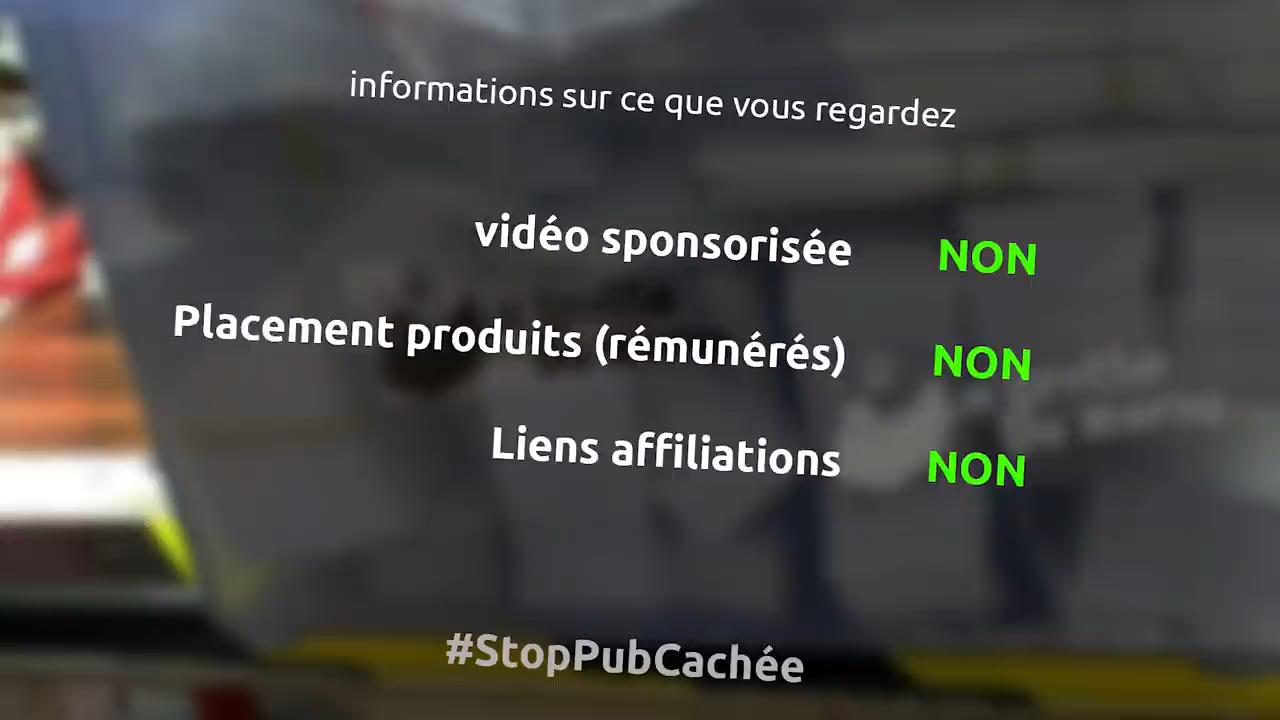 informations sur ce que vous regardez
vidéo sponsorisée NON
Placement produits (rémunérés) NON
Liens affiliations NON
#StopPubCachée